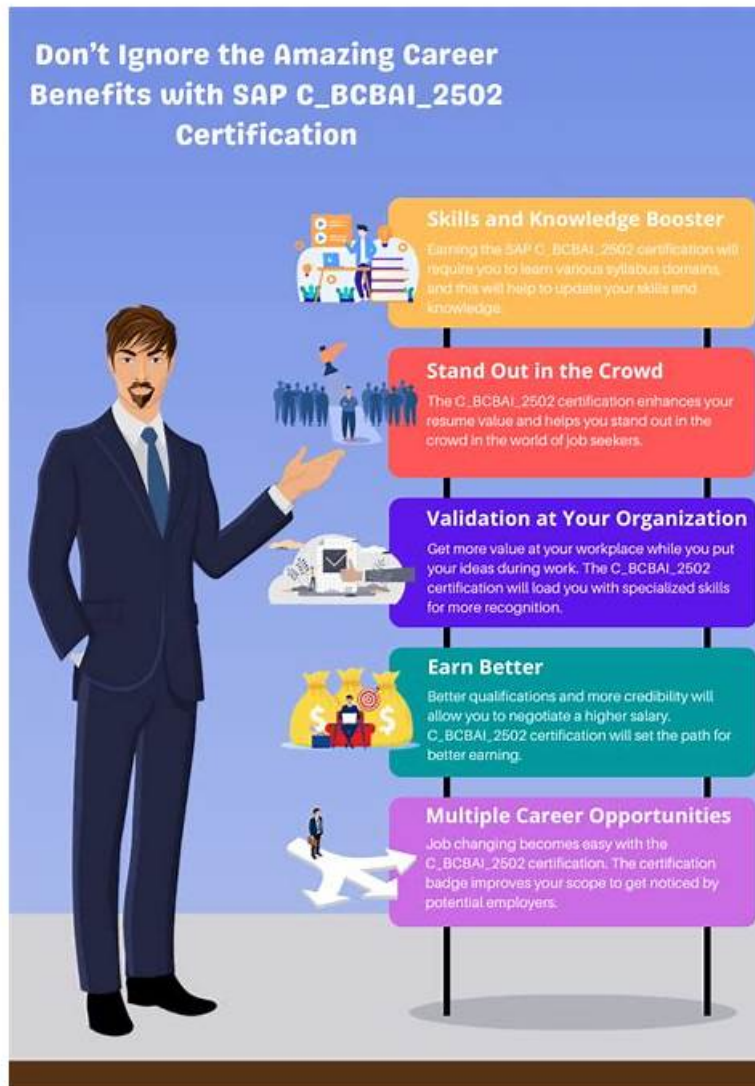 Don't Ignore the Amazing Career
Benefits with SAP C_BCBAI_2502
Certification
Skills and Knowledge Booster
Earning the SAP C_BCBAI_2502 certification will
require you to learn various syllabus domains,
and this will help to update your skills and
knowledge.
Stand Out in the Crowd
The C_BCBAI_2502 certification enhances your
resume value and helps you stand out in the
crowd in the world of job seekers.
Validation at Your Organization
Get more value at your workplace while you put
your ideas during work. The C_BCBAI_2502
certification will load you with specialized skills
for more recognition.
Earn Better
Better qualifications and more credibility will
allow you to negotiate a higher salary.
C_BCBAI_2502 certification will set the path for
better earning.
Multiple Career Opportunities
Job changing becomes easy with the
C_BCBAI_2502 certification. The certification
badge improves your scope to get noticed by
potential employers.